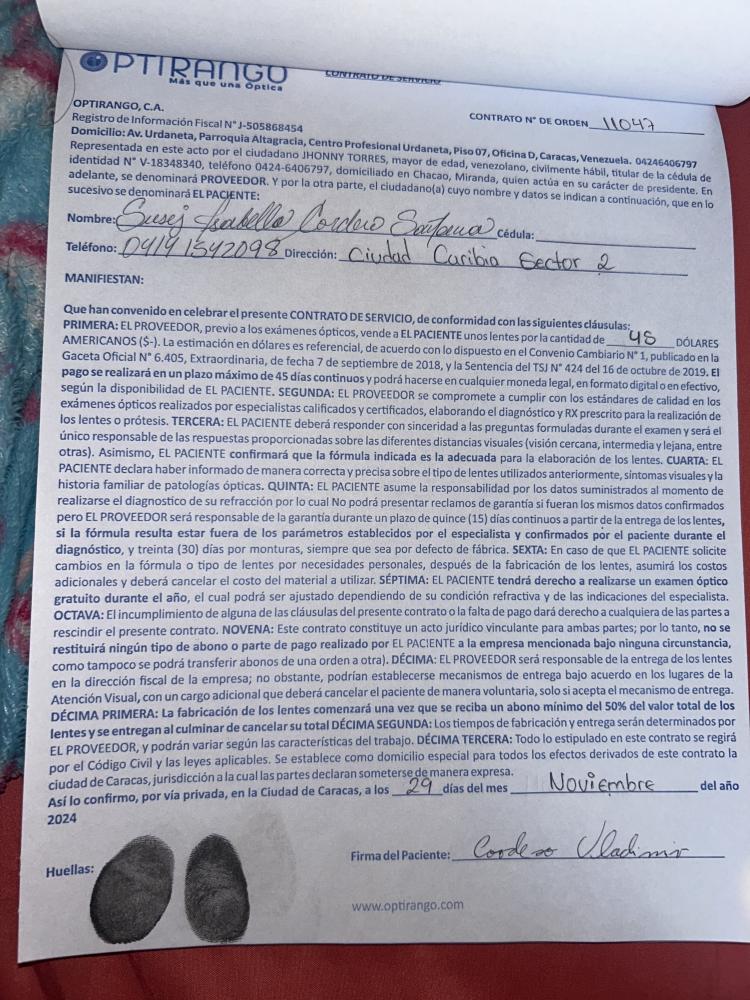 OPTIRANGO
Más que una Óptica
CONTRATO DE SERVICIO
OPTIRANGO, C.A.
CONTRATO N° DE ORDEN 11047
Registro de Información Fiscal N° J-505868454
Domicilio: Av. Urdaneta, Parroquia Altagracia, Centro Profesional Urdaneta, Piso 07, Oficina D, Caracas, Venezuela. 04246406797
Representada en este acto por el ciudadano JHONNY TORRES, mayor de edad, venezolano, civilmente hábil, titular de la cédula de
identidad N° V-18348340, teléfono 0424-6406797, domiciliado en Chacao, Miranda, quien actúa en su carácter de presidente. En
adelante, se denominará PROVEEDOR. Y por la otra parte, el ciudadano(a) cuyo nombre y datos se indican a continuación, que en lo
sucesivo se denominará EL PACIENTE:
Nombre: Susej Isabella Cordero Cédula:
Teléfono: 04141542098 Dirección: Ciudad Caribia Sector 2
MANIFIESTAN:
Que han convenido en celebrar el presente CONTRATO DE SERVICIO, de conformidad con las siguientes cláusulas:
PRIMERA: EL PROVEEDOR, previo a los exámenes ópticos, vende a EL PACIENTE unos lentes por la cantidad de 45 DÓLARES
AMERICANOS ($-). La estimación en dólares es referencial, de acuerdo con lo dispuesto en el Convenio Cambiario N° 1, publicado en la
Gaceta Oficial N° 6.405, Extraordinaria, de fecha 7 de septiembre de 2018, y la Sentencia del TSJ N° 424 del 16 de octubre de 2019. El
pago se realizará en un plazo máximo de 45 días continuos y podrá hacerse en cualquier moneda legal, en formato digital o en efectivo,
según la disponibilidad de EL PACIENTE. SEGUNDA: EL PROVEEDOR se compromete a cumplir con los estándares de calidad en los
exámenes ópticos realizados por especialistas calificados y certificados, elaborando el diagnóstico y RX prescrito para la realización de
los lentes o prótesis. TERCERA: EL PACIENTE deberá responder con sinceridad a las preguntas formuladas durante el examen y será el
único responsable de las respuestas proporcionadas sobre las diferentes distancias visuales (visión cercana, intermedia y lejana, entre
otras). Asimismo, EL PACIENTE confirmará que la fórmula indicada es la adecuada para la elaboración de los lentes. CUARTA: EL
PACIENTE declara haber informado de manera correcta y precisa sobre el tipo de lentes utilizados anteriormente, síntomas visuales y la
historia familiar de patologías ópticas. QUINTA: EL PACIENTE asume la responsabilidad por los datos suministrados al momento de
realizarse el diagnostico de su refracción por lo cual No podrá presentar reclamos de garantía si fueran los mismos datos confirmados
pero EL PROVEEDOR será responsable de la garantía durante un plazo de quince (15) días continuos a partir de la entrega de los lentes,
si la fórmula resulta estar fuera de los parámetros establecidos por el especialista y confirmados por el paciente durante el
diagnóstico, y treinta (30) días por monturas, siempre que sea por defecto de fábrica. SEXTA: En caso de que EL PACIENTE solicite
cambios en la fórmula o tipo de lentes por necesidades personales, después de la fabricación de los lentes, asumirá los costos
adicionales y deberá cancelar el costo del material a utilizar. SÉPTIMA: EL PACIENTE tendrá derecho a realizarse un examen óptico
gratuito durante el año, el cual podrá ser ajustado dependiendo de su condición refractiva y de las indicaciones del especialista.
OCTAVA: El incumplimiento de alguna de las cláusulas del presente contrato o la falta de pago dará derecho a cualquiera de las partes a
rescindir el presente contrato. NOVENA: Este contrato constituye un acto jurídico vinculante para ambas partes; por lo tanto, no se
restituirá ningún tipo de abono o parte de pago realizado por EL PACIENTE a la empresa mencionada bajo ninguna circunstancia,
como tampoco se podrá transferir abonos de una orden a otra). DÉCIMA: EL PROVEEDOR será responsable de la entrega de los lentes
en la dirección fiscal de la empresa; no obstante, podrían establecerse mecanismos de entrega bajo acuerdo en los lugares de la
Atención Visual, con un cargo adicional que deberá cancelar el paciente de manera voluntaria, solo si acepta el mecanismo de entrega.
DÉCIMA PRIMERA: La fabricación de los lentes comenzará una vez que se reciba un abono mínimo del 50% del valor total de los
lentes y se entregan al culminar de cancelar su total DÉCIMA SEGUNDA: Los tiempos de fabricación y entrega serán determinados por
EL PROVEEDOR, y podrán variar según las características del trabajo. DÉCIMA TERCERA: Todo lo estipulado en este contrato se regirá
por el Código Civil y las leyes aplicables. Se establece como domicilio especial para todos los efectos derivados de este contrato la
ciudad de Caracas, jurisdicción a la cual las partes declaran someterse de manera expresa.
Así lo confirmo, por vía privada, en la Ciudad de Caracas, a los 29 días del mes Noviembre del año
2024
Huellas:
Firma del Paciente: Cordero Vladimir
www.optirango.com